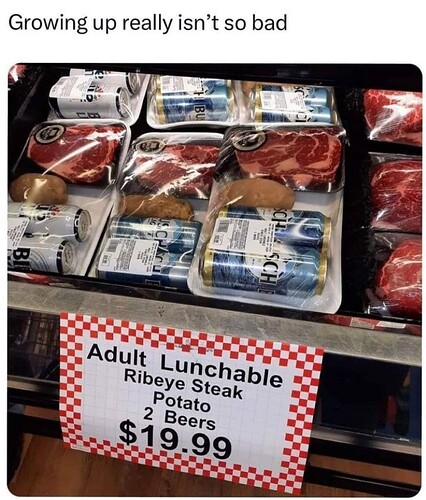 Growing up really isn't so bad
Adult Lunchable
Ribeye Steak
Potato
2 Beers
$19.99